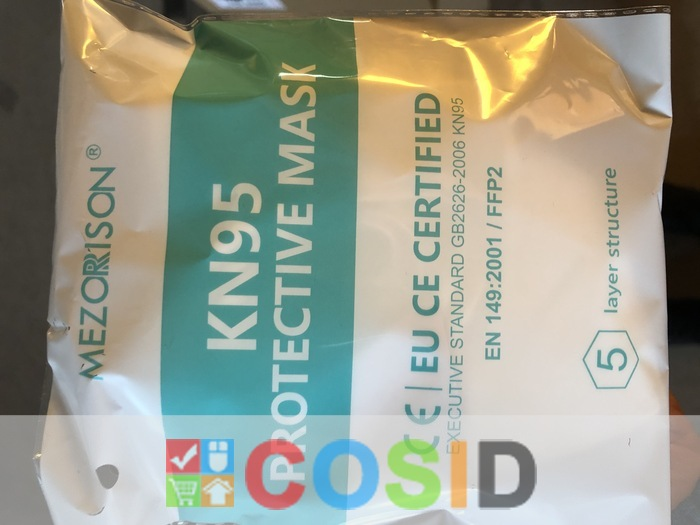 MEZORRISON®
KN95
PROTECTIVE MASK
CE | EU CE CERTIFIED
EXECUTIVE STANDARD GB2626-2006 KN95
EN 149:2001 / FFP2
5 layer structure
COSID